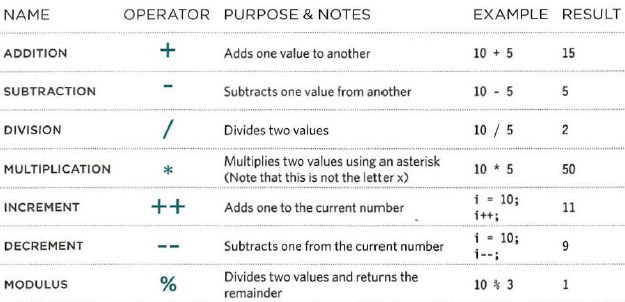 NAME OPERATOR PURPOSE & NOTES EXAMPLE RESULT
ADDITION + Adds one value to another 10 + 5 15
SUBTRACTION - Subtracts one value from another 10 - 5 5
DIVISION / Divides two values 10 / 5 2
MULTIPLICATION * Multiplies two values using an asterisk
(Note that this is not the letter x) 10 * 5 50
INCREMENT ++ Adds one to the current number i = 10;
i++; 11
DECREMENT -- Subtracts one from the current number i = 10;
i--; 9
MODULUS % Divides two values and returns the
remainder 10 % 3 1